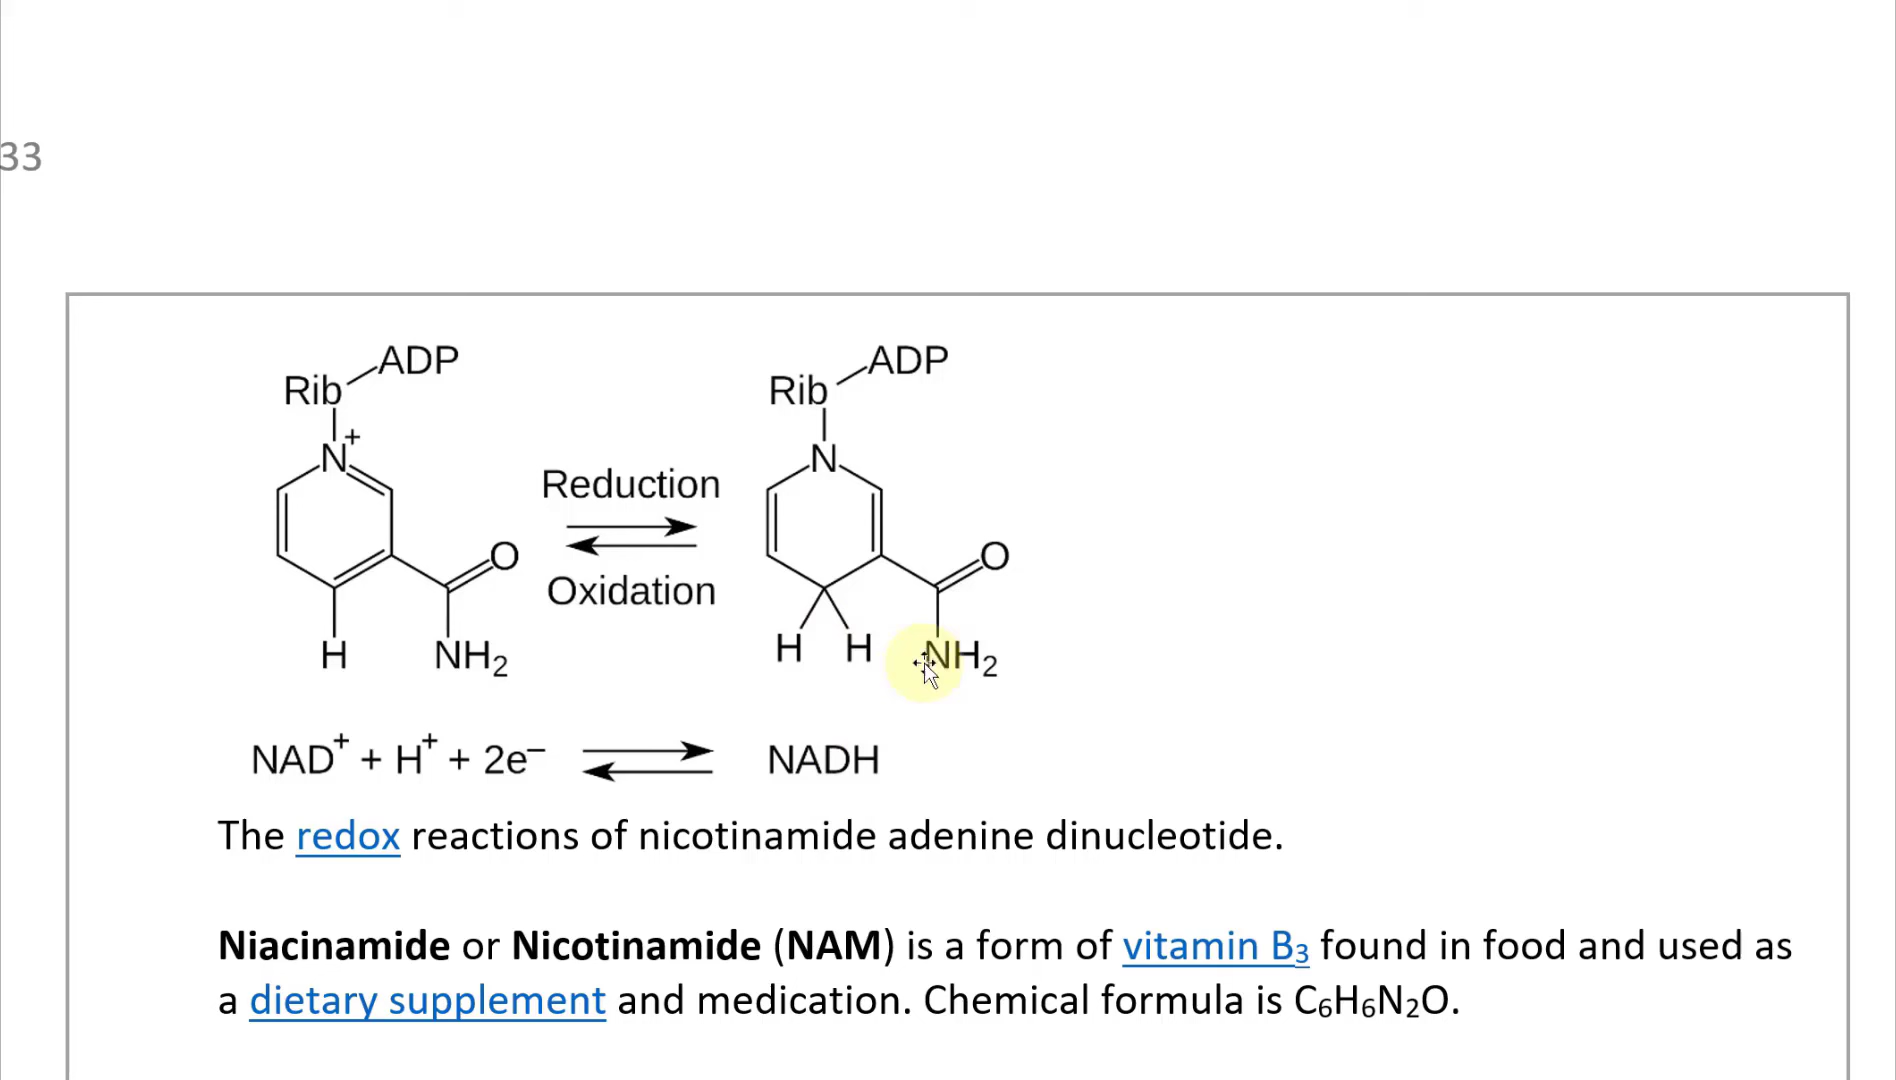 33
ADP ADP
Rib Rib
N+ N
Reduction
O O
Oxidation
H NH₂ H H NH₂
NAD⁺ + H⁺ + 2e⁻ ⇌ NADH
The redox reactions of nicotinamide adenine dinucleotide.
Niacinamide or Nicotinamide (NAM) is a form of vitamin B₃ found in food and used as
a dietary supplement and medication. Chemical formula is C₆H₆N₂O.